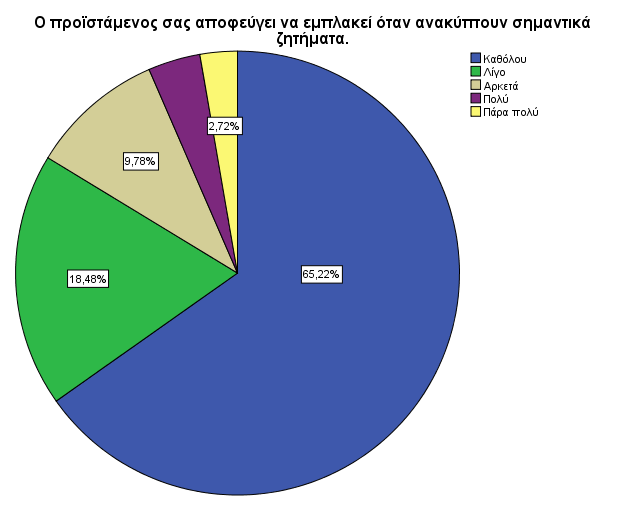 Ο προϊστάμενος σας αποφεύγει να εμπλακεί όταν ανακύπτουν σημαντικά
ζητήματα.
Καθόλου
Λίγο
Αρκετά
Πολύ
Πάρα πολύ
2,72%
9,78%
18,48%
65,22%